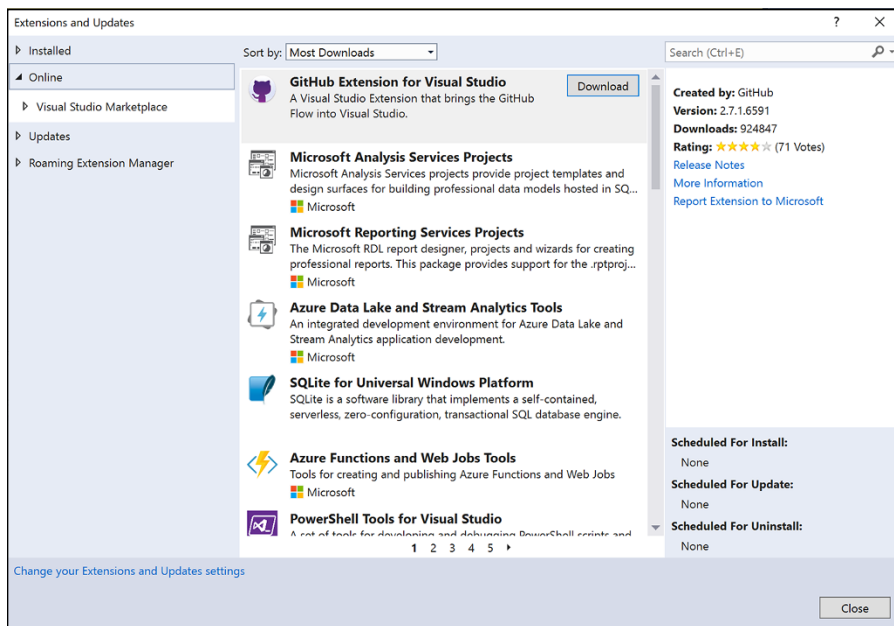 Extensions and Updates
Installed
Online
Visual Studio Marketplace
Updates
Roaming Extension Manager
Sort by: Most Downloads
GitHub Extension for Visual Studio
A Visual Studio Extension that brings the GitHub
Flow into Visual Studio.
Download
Microsoft Analysis Services Projects
Microsoft Analysis Services projects provide project templates and
design surfaces for building professional data models hosted in SQ...
Microsoft
Microsoft Reporting Services Projects
The Microsoft RDL report designer, projects and wizards for creating
professional reports. This package provides support for the .rptproj...
Microsoft
Azure Data Lake and Stream Analytics Tools
An integrated development environment for Azure Data Lake and
Stream Analytics application development.
Microsoft
SQLite for Universal Windows Platform
SQLite is a software library that implements a self-contained,
serverless, zero-configuration, transactional SQL database engine.
Azure Functions and Web Jobs Tools
Tools for creating and publishing Azure Functions and Web Jobs
Microsoft
PowerShell Tools for Visual Studio
A set of tools for developing and debugging PowerShell scripts and
1 2 3 4 5
Search (Ctrl+E)
Created by: GitHub
Version: 2.7.1.6591
Downloads: 924847
Rating: (71 Votes)
Release Notes
More Information
Report Extension to Microsoft
Scheduled For Install:
None
Scheduled For Update:
None
Scheduled For Uninstall:
None
Change your Extensions and Updates settings
Close